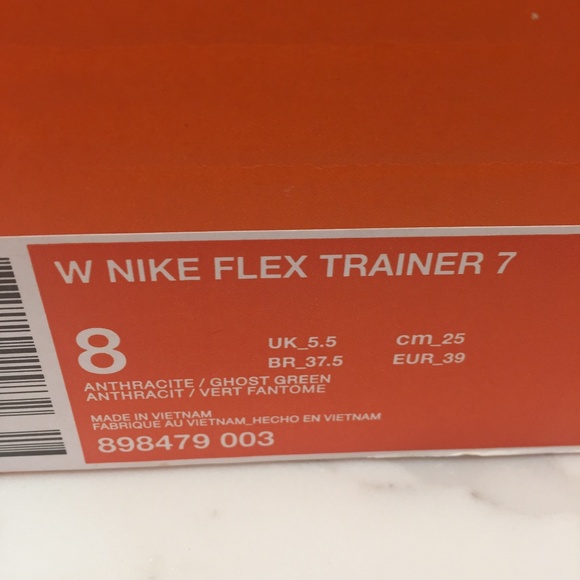 W NIKE FLEX TRAINER 7
8
UK_5.5 cm_25
BR_37.5 EUR_39
ANTHRACITE / GHOST GREEN
ANTHRACIT / VERT FANTOME
MADE IN VIETNAM
FABRIQUE AU VIETNAM_HECHO EN VIETNAM
898479 003